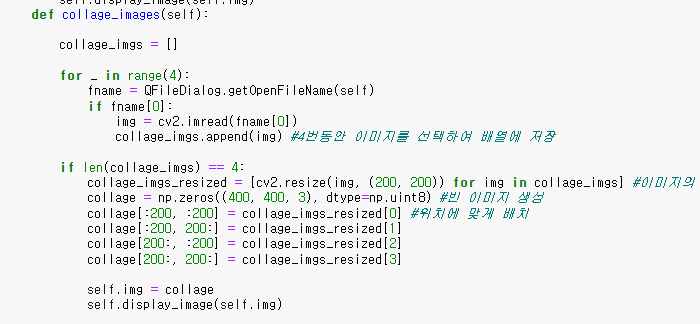 self.display_image(self.img)
def collage_images(self):
collage_imgs = []
for _ in range(4):
fname = QFileDialog.getOpenFileName(self)
if fname[0]:
img = cv2.imread(fname[0])
collage_imgs.append(img) #4번동안 이미지를 선택하여 배열에 저장
if len(collage_imgs) == 4:
collage_imgs_resized = [cv2.resize(img, (200, 200)) for img in collage_imgs] #이미지의
collage = np.zeros((400, 400, 3), dtype=np.uint8) #빈 이미지 생성
collage[:200, :200] = collage_imgs_resized[0] #위치에 맞게 배치
collage[:200, 200:] = collage_imgs_resized[1]
collage[200:, :200] = collage_imgs_resized[2]
collage[200:, 200:] = collage_imgs_resized[3]
self.img = collage
self.display_image(self.img)